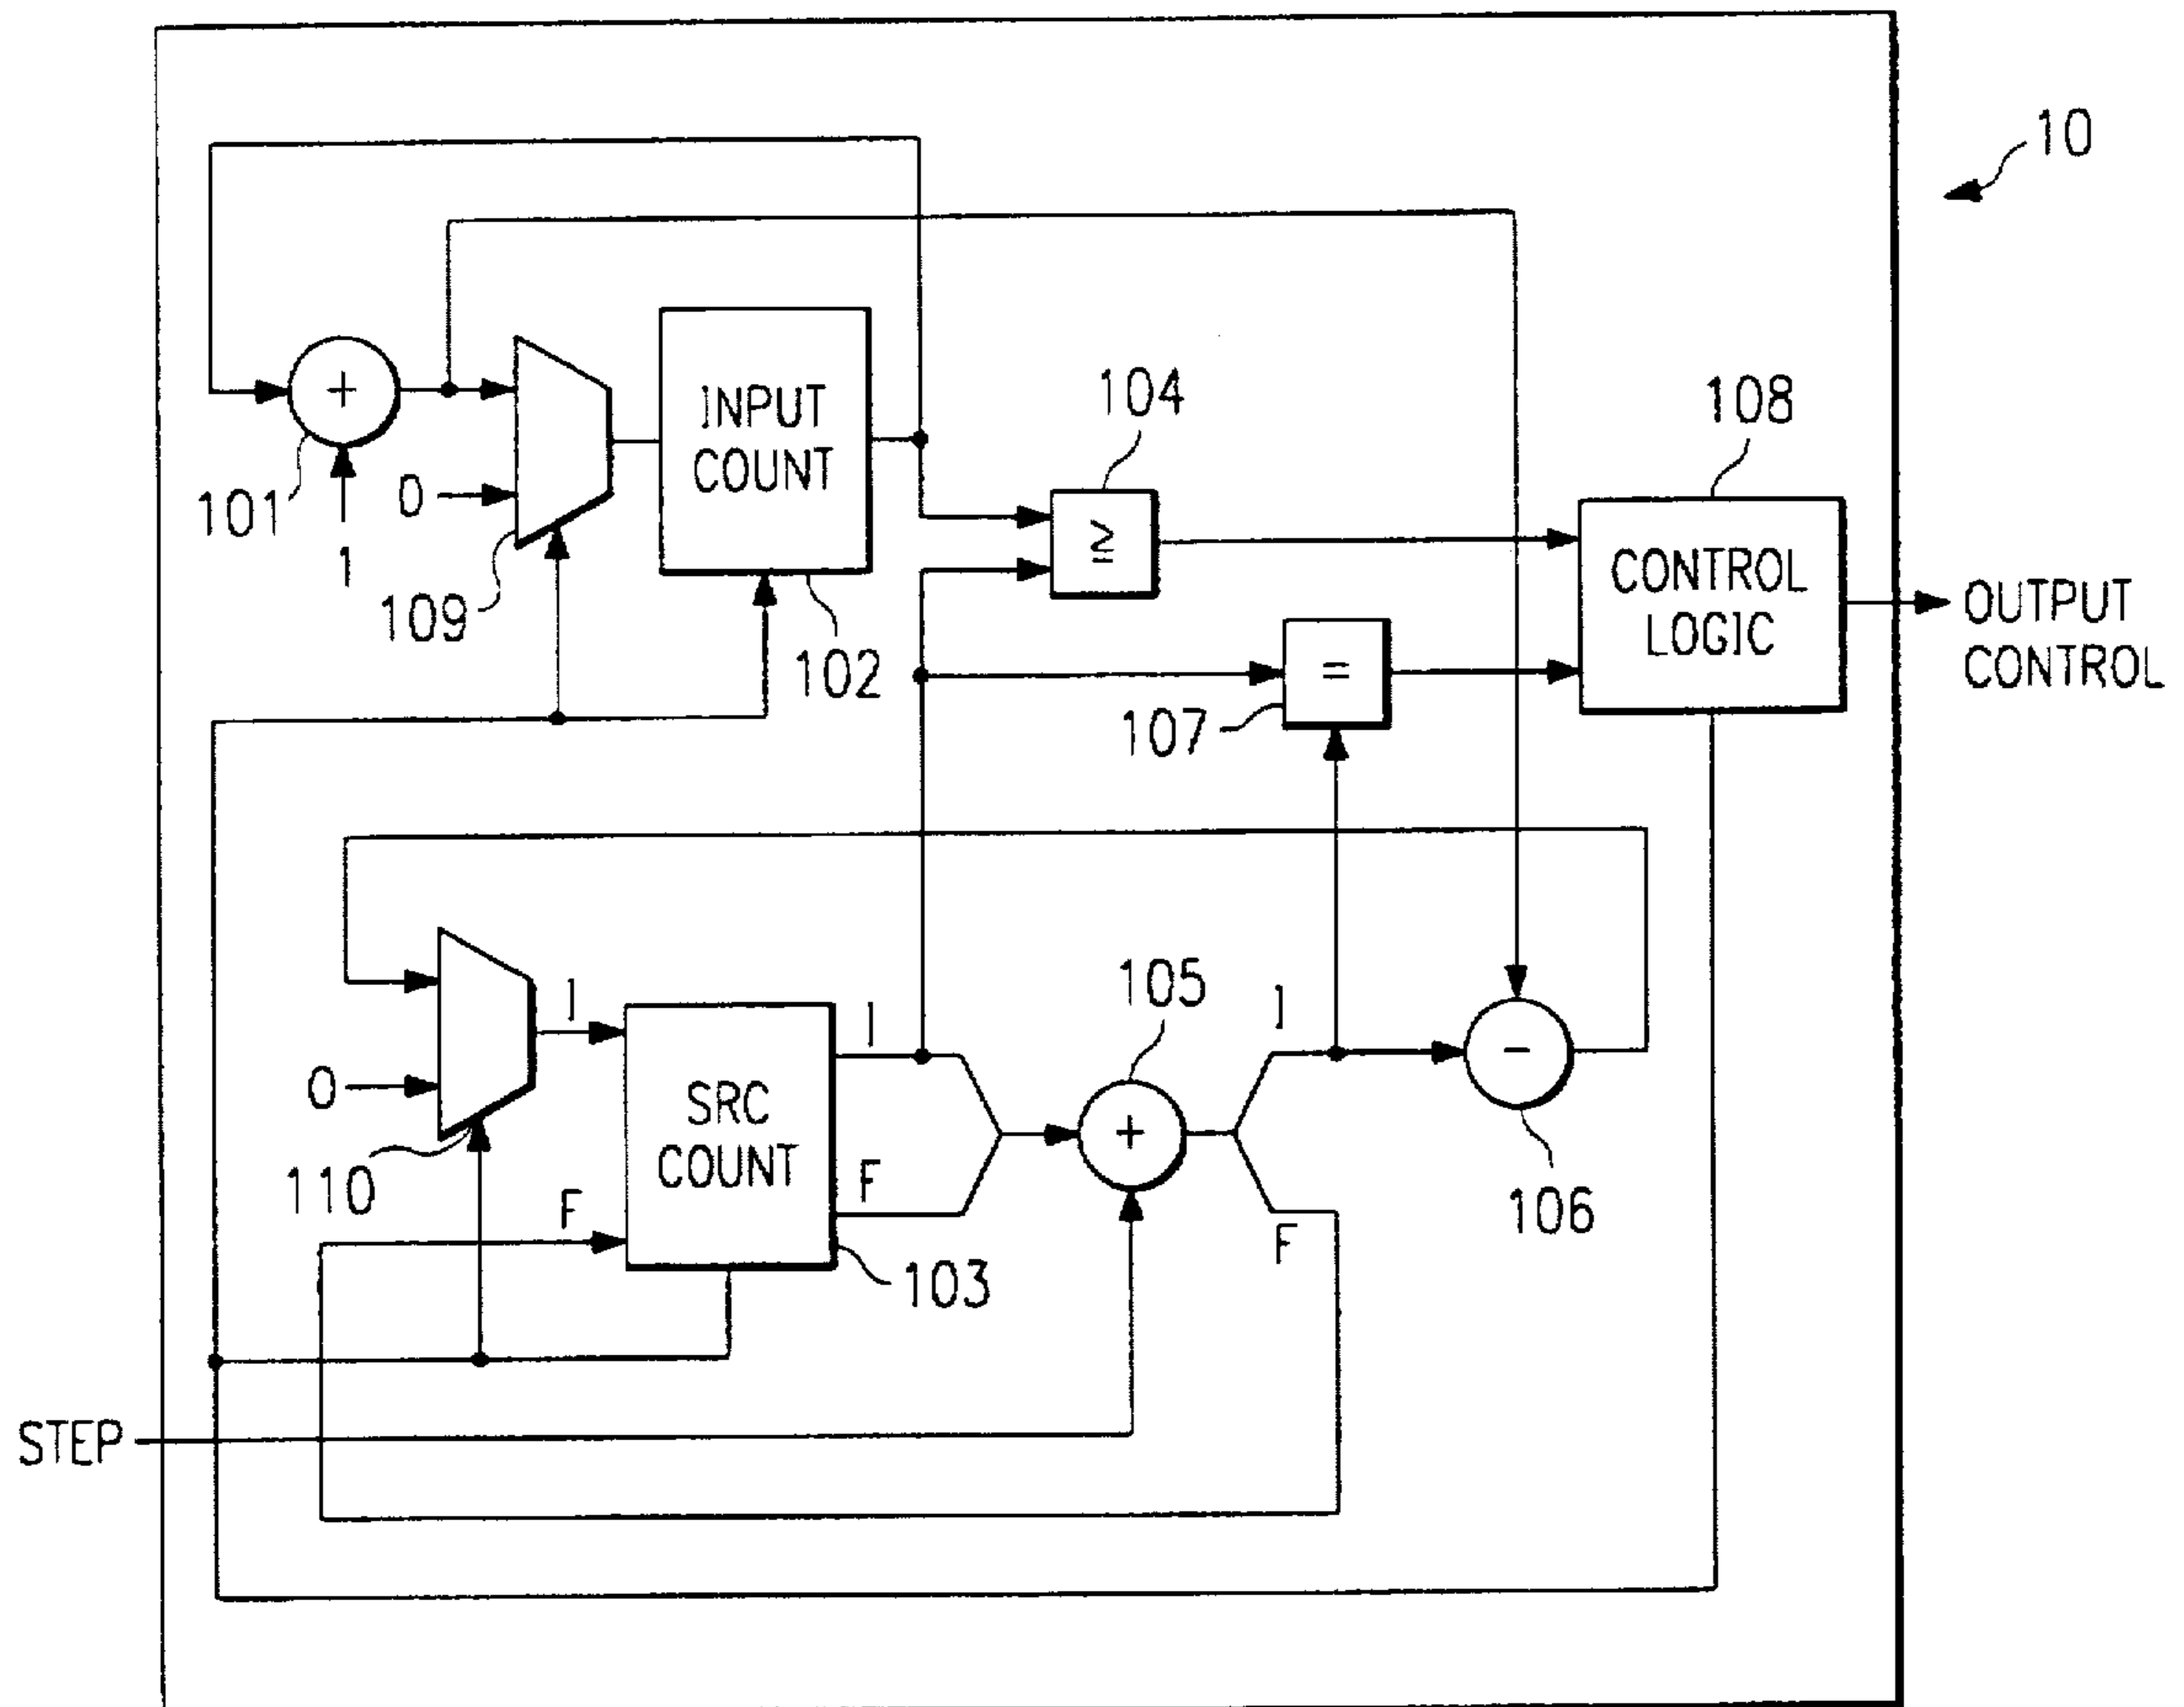 10
+
101
1
0
109
INPUT
COUNT
102
104
≥
107
=
108
CONTROL
LOGIC
OUTPUT
CONTROL
0
110
I
F
SRC
COUNT
I
F
103
105
+
I
F
-
106
STEP